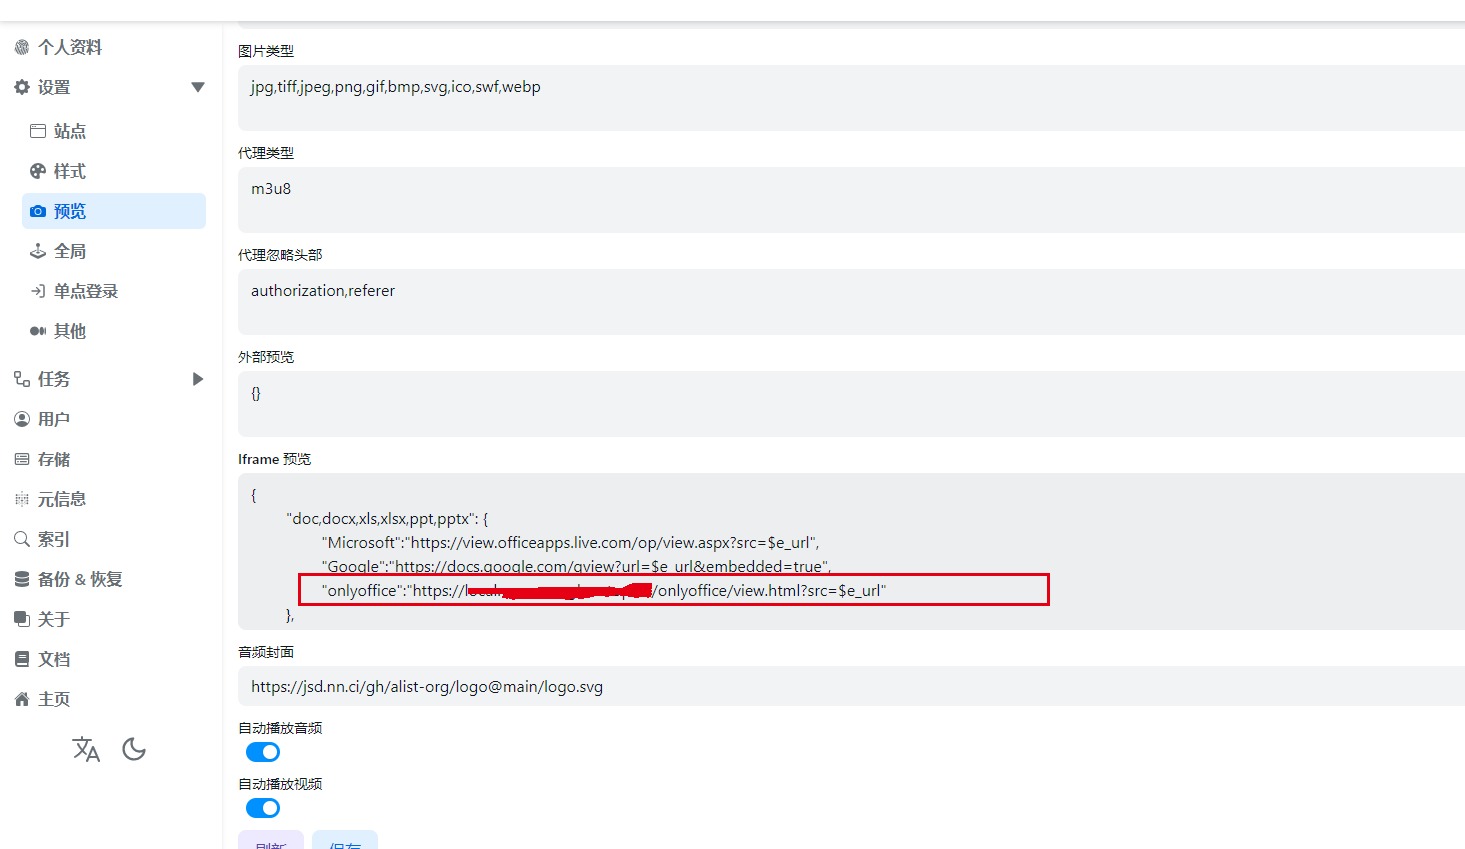 个人资料
设置
站点
样式
预览
全局
单点登录
其他
任务
用户
存储
元信息
索引
备份 & 恢复
关于
文档
主页
图片类型
jpg,tiff,jpeg,png,gif,bmp,svg,ico,swf,webp
代理类型
m3u8
代理忽略头部
authorization,referer
外部预览
{}
Iframe 预览
{
"doc,docx,xls,xlsx,ppt,pptx": {
"Microsoft":"https://view.officeapps.live.com/op/view.aspx?src=$e_url",
"Google":"https://docs.google.com/gview?url=$e_url&embedded=true",
"onlyoffice":"https:// /onlyoffice/view.html?src=$e_url"
},
音频封面
https://jsd.nn.ci/gh/alist-org/logo@main/logo.svg
自动播放音频
自动播放视频
刷新
保存